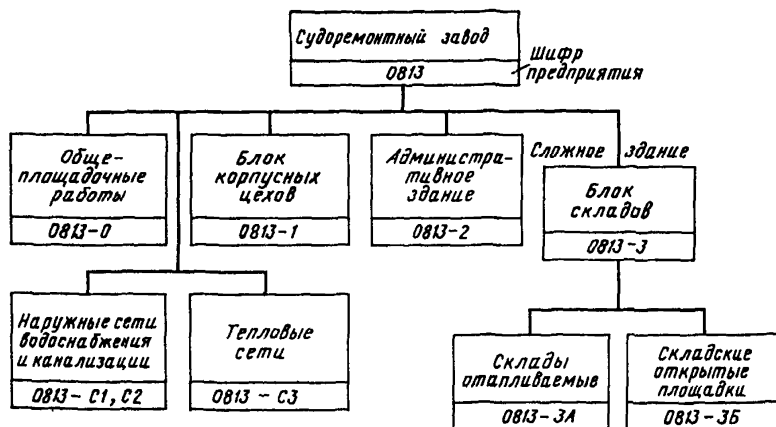 Судоремонтный завод
0813
Шифр
предприятия
Обще-
площадочные
работы
0813-0
Блок
корпусных
цехов
0813-1
Администра-
тивное
здание
0813-2
Сложное здание
Блок
складов
0813-3
Наружные сети
водоснабжения
и канализации
0813-С1, С2
Тепловые
сети
0813-С3
Склады
отапливаемые
0813-3А
Складские
открытые
площадки
0813-3Б